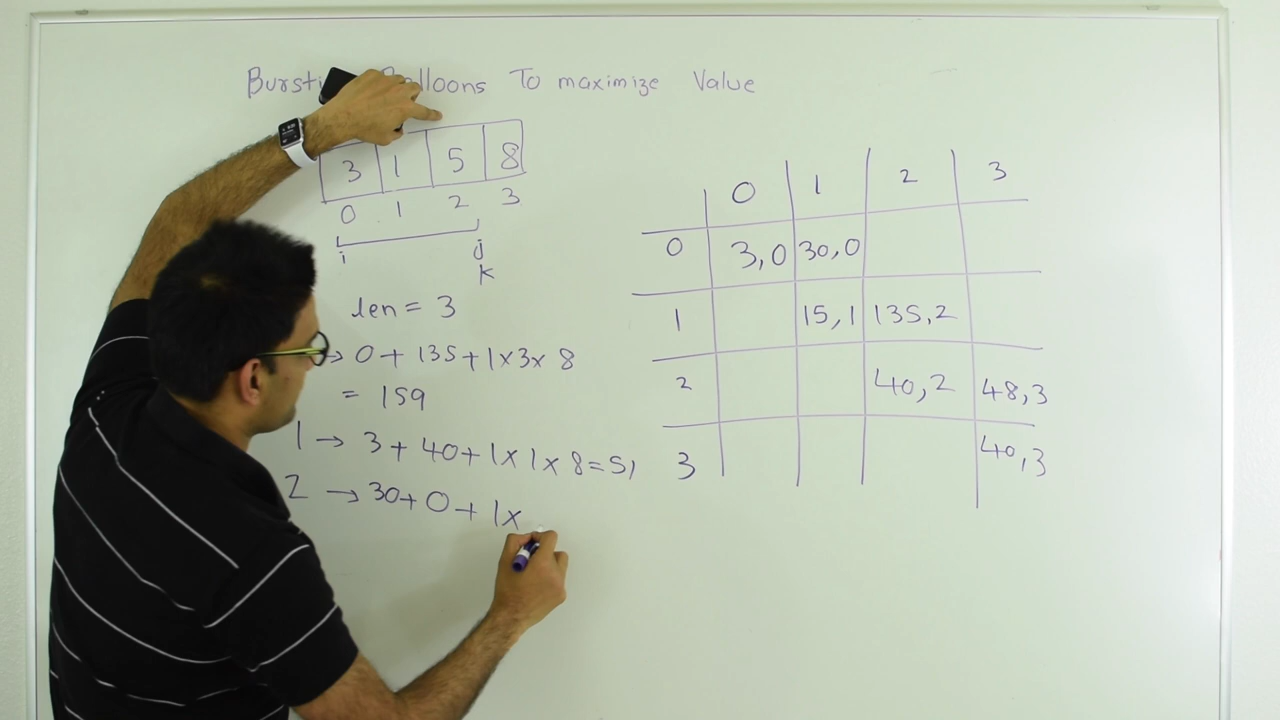 Bursti lloons To maximize Value
3 1 5 8
0 1 2 3
i j
k
len = 3
→ 0 + 135 + 1 x 3 x 8
= 159
1 → 3 + 40 + 1 x 1 x 8 = 51
2 → 30 + 0 + 1 x
0 1 2 3
0 3,0 30,0
1 15,1 135,2
2 40,2 48,3
3 40,3